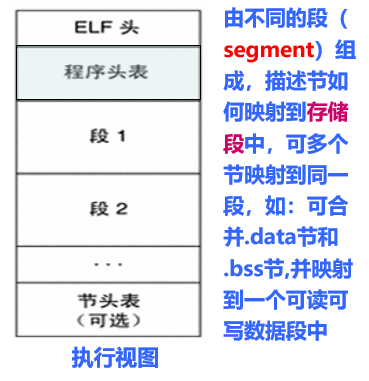 ELF 头
程序头表
段 1
段 2
. . .
节头表
（可选）
执行视图
由不同的段（
segment）组
成，描述节如
何映射到存储
段中，可多个
节映射到同一
段，如：可合
并.data节和
.bss节,并映射
到一个可读可
写数据段中